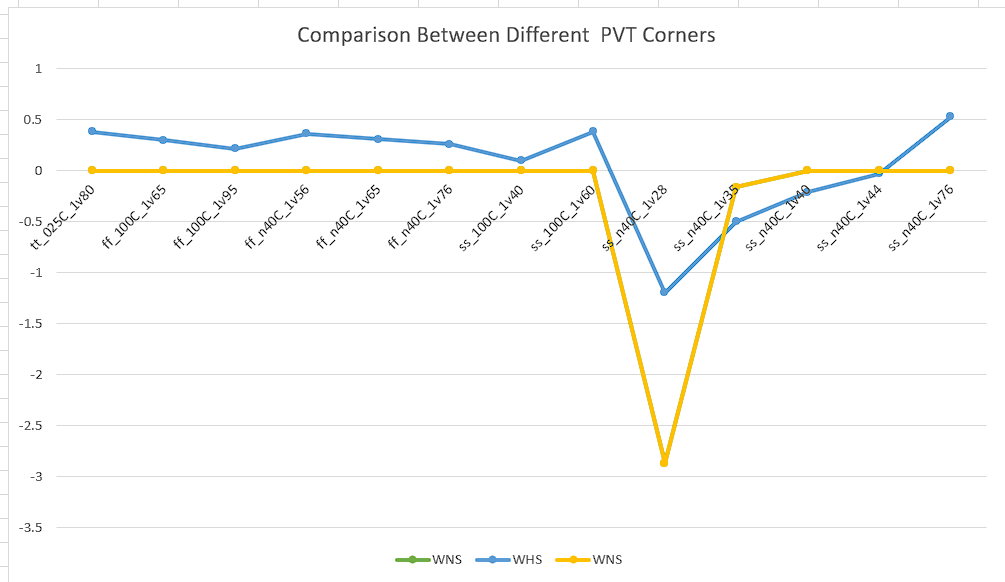 Comparison Between Different  PVT Corners
1
0.5
0
-0.5
-1
-1.5
-2
-2.5
-3
-3.5
tt_025C_1v80
ff_100C_1v65
ff_100C_1v95
ff_n40C_1v56
ff_n40C_1v65
ff_n40C_1v76
ss_100C_1v40
ss_100C_1v60
ss_n40C_1v28
ss_n40C_1v35
ss_n40C_1v40
ss_n40C_1v44
ss_n40C_1v76
WNS WHS WNS